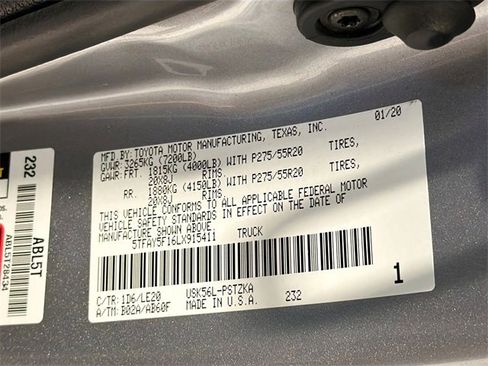 01/20
MFD.BY:TOYOTA MOTOR MANUFACTURING, TEXAS, INC.
GVWR: 3265KG (7200LB)
GAWR: FRT. 1815KG (4000LB) WITH P275/55R20 TIRES,
20X8J RIMS.
RR. 1880KG (4150LB) WITH P275/55R20 TIRES,
20X8J RIMS.
THIS VEHICLE CONFORMS TO ALL APPLICABLE FEDERAL MOTOR
VEHICLE SAFETY STANDARDS IN EFFECT ON THE DATE OF
MANUFACTURE SHOWN ABOVE.
5TFAY5F16LX915411 TRUCK
C/TR:1D6/LE20 USK56L-PSTZKA
A/TM: B02A/AB60F MADE IN U.S.A. 232
1
232
ABL5T
ABL5T28434